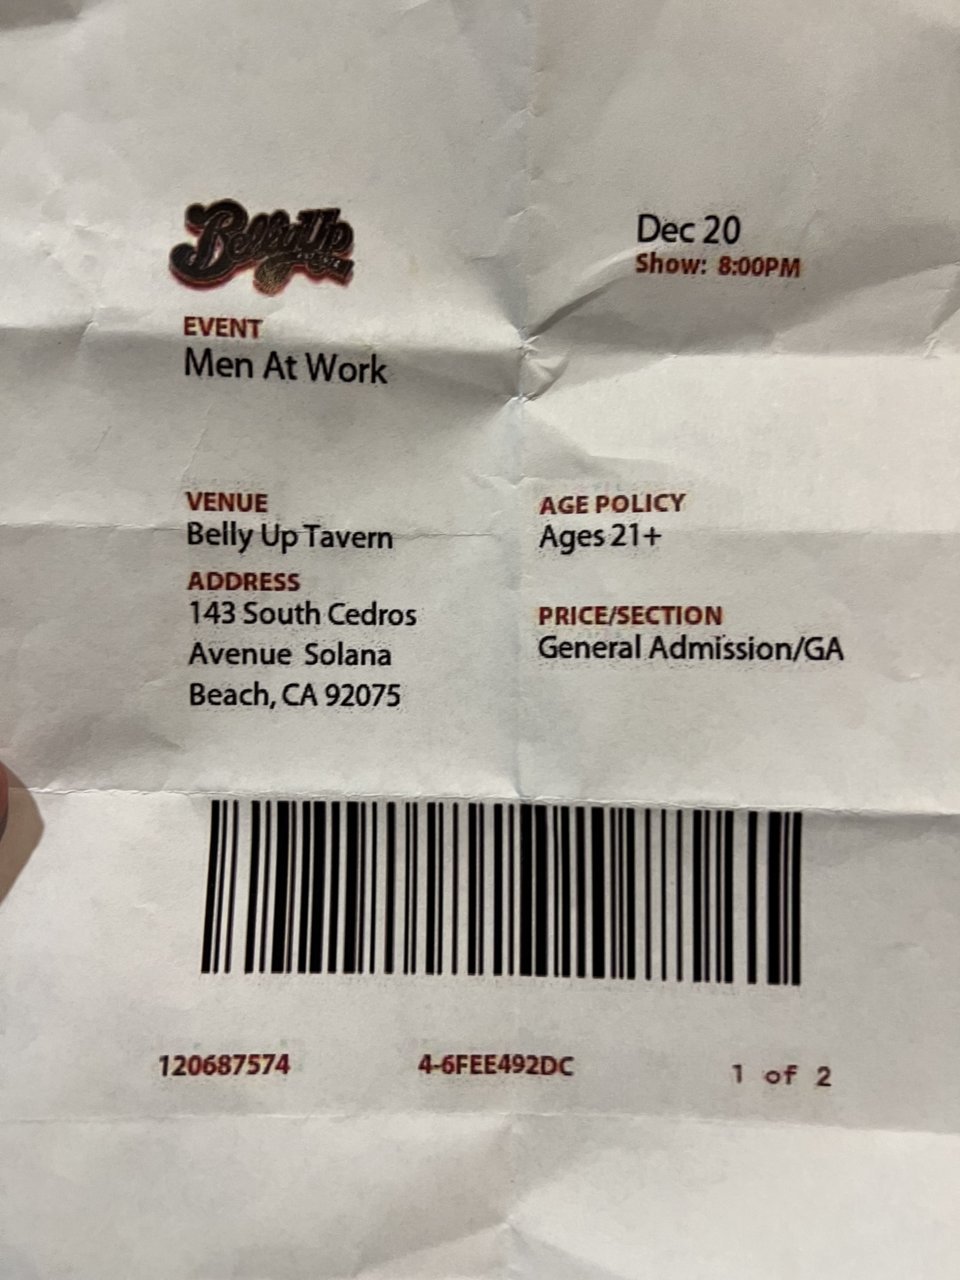 BellyUp
Dec 20
Show: 8:00PM
EVENT
Men At Work
VENUE
Belly Up Tavern
ADDRESS
143 South Cedros
Avenue Solana
Beach, CA 92075
AGE POLICY
Ages 21+
PRICE/SECTION
General Admission/GA
120687574
4-6FEE492DC
1 of 2